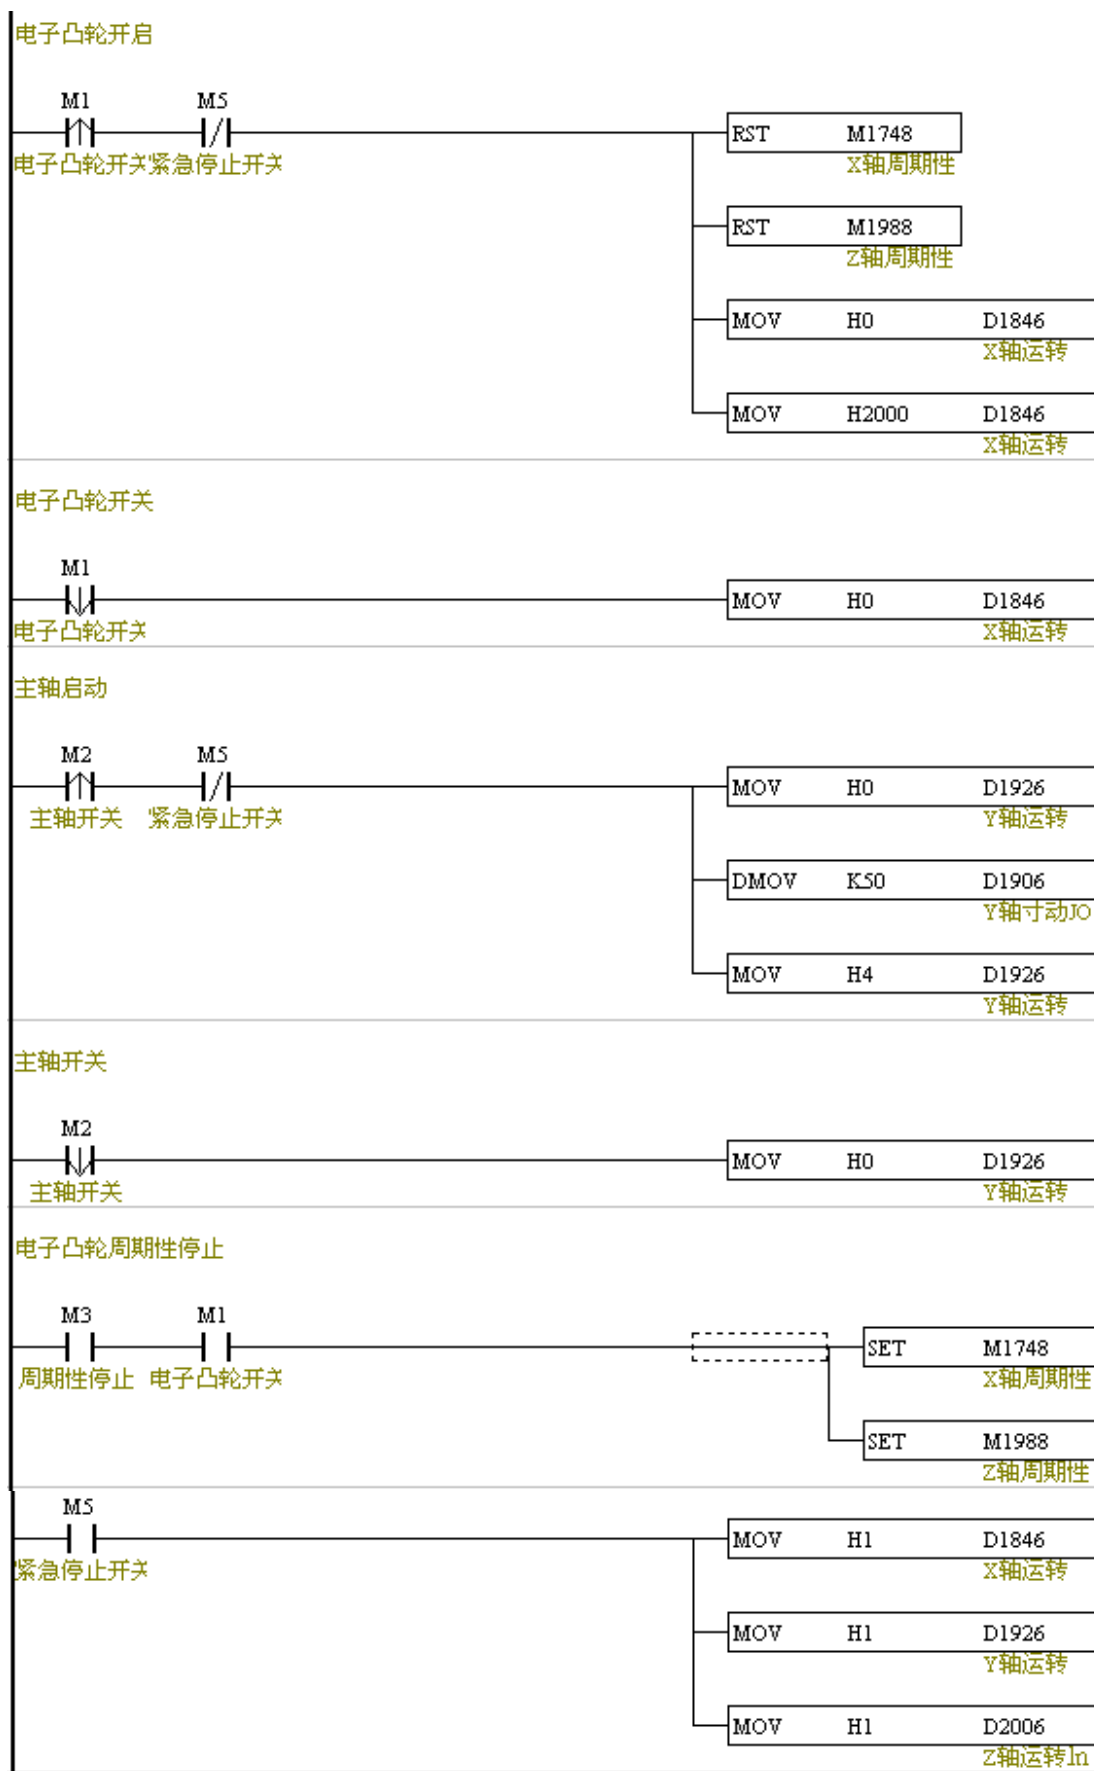 电子凸轮开启
M1 M5
RST M1748
电子凸轮开关 紧急停止开关 X轴周期性
RST M1988
Z轴周期性
MOV H0 D1846
X轴运转
MOV H2000 D1846
X轴运转
电子凸轮开关
M1
MOV H0 D1846
电子凸轮开关 X轴运转
主轴启动
M2 M5
MOV H0 D1926
主轴开关 紧急停止开关 Y轴运转
DMOV K50 D1906
Y轴寸动JO
MOV H4 D1926
Y轴运转
主轴开关
M2
MOV H0 D1926
主轴开关 Y轴运转
电子凸轮周期性停止
M3 M1
SET M1748
周期性停止 电子凸轮开关 X轴周期性
SET M1988
Z轴周期性
M5
MOV H1 D1846
紧急停止开关 X轴运转
MOV H1 D1926
Y轴运转
MOV H1 D2006
Z轴运转In